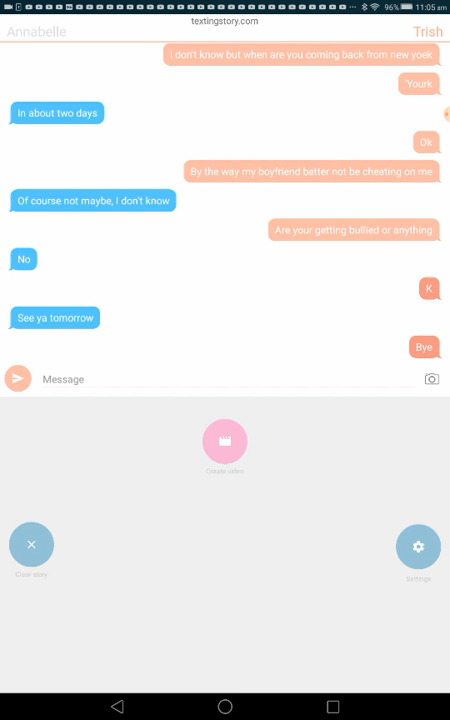 96% 11:05 am
textingstory.com
Annabelle
Trish
I don't know but when are you coming back from new yoek
'Yourk
In about two days
Ok
By the way my boyfriend better not be cheating on me
Of course not maybe, I don't know
Are your getting bullied or anything
No
K
See ya tomorrow
Bye
Message
Create video
Clear story
Settings